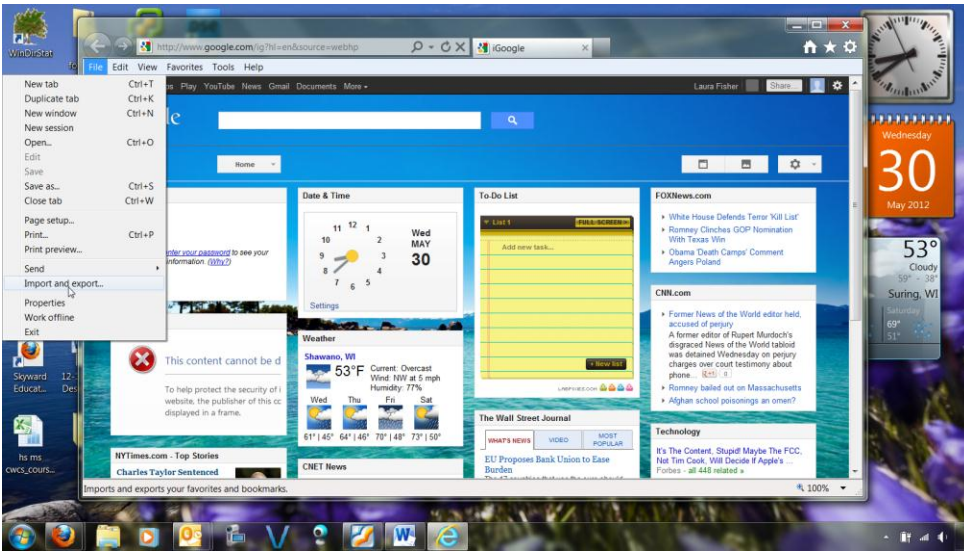 WinDirStat
http://www.google.com/ig?hl=en&source=webhp
iGoogle
File Edit View Favorites Tools Help
New tab Ctrl+T
Duplicate tab Ctrl+K
New window Ctrl+N
New session
Open... Ctrl+O
Edit
Save
Save as... Ctrl+S
Close tab Ctrl+W
Page setup...
Print... Ctrl+P
Print preview...
Send
Import and export...
Properties
Work offline
Exit
Play YouTube News Gmail Documents More
Laura Fisher Share...
Home
enter your password to see your
information. (Why?)
This content cannot be d
To help protect the security of i
website, the publisher of this cc
displayed in a frame.
NYTimes.com - Top Stories
Charles Taylor Sentenced
Date & Time
12
11 1
10 2
9 3
8 4
7 5
6
Wed
MAY
30
Settings
Weather
Shawano, WI
53°F Current: Overcast
Wind: NW at 5 mph
Humidity: 77%
Wed Thu Fri Sat
61° | 45° 64° | 46° 70° | 48° 73° | 50°
CNET News
To-Do List
List 1 FULL-SCREEN »
Add new task...
+ New list
The Wall Street Journal
WHAT'S NEWS VIDEO MOST POPULAR
EU Proposes Bank Union to Ease
Burden
FOXNews.com
White House Defends Terror 'Kill List'
Romney Clinches GOP Nomination
With Texas Win
Obama 'Death Camps' Comment
Angers Poland
CNN.com
Former News of the World editor held,
accused of perjury
A former editor of Rupert Murdoch's
disgraced News of the World tabloid
was detained Wednesday on perjury
charges over court testimony about
phone...
Romney bailed out on Massachusetts
Afghan school poisonings an omen?
Technology
It's The Content, Stupid! Maybe The FCC,
Not Tim Cook, Will Decide If Apple's ...
Forbes - all 448 related »
Imports and exports your favorites and bookmarks.
100%
Wednesday
30
May 2012
53°
Cloudy
59° - 38°
Suring, WI
Saturday
69°
51°
Skyward
Educat...
12-
Des
hs ms
cwcs_cours...